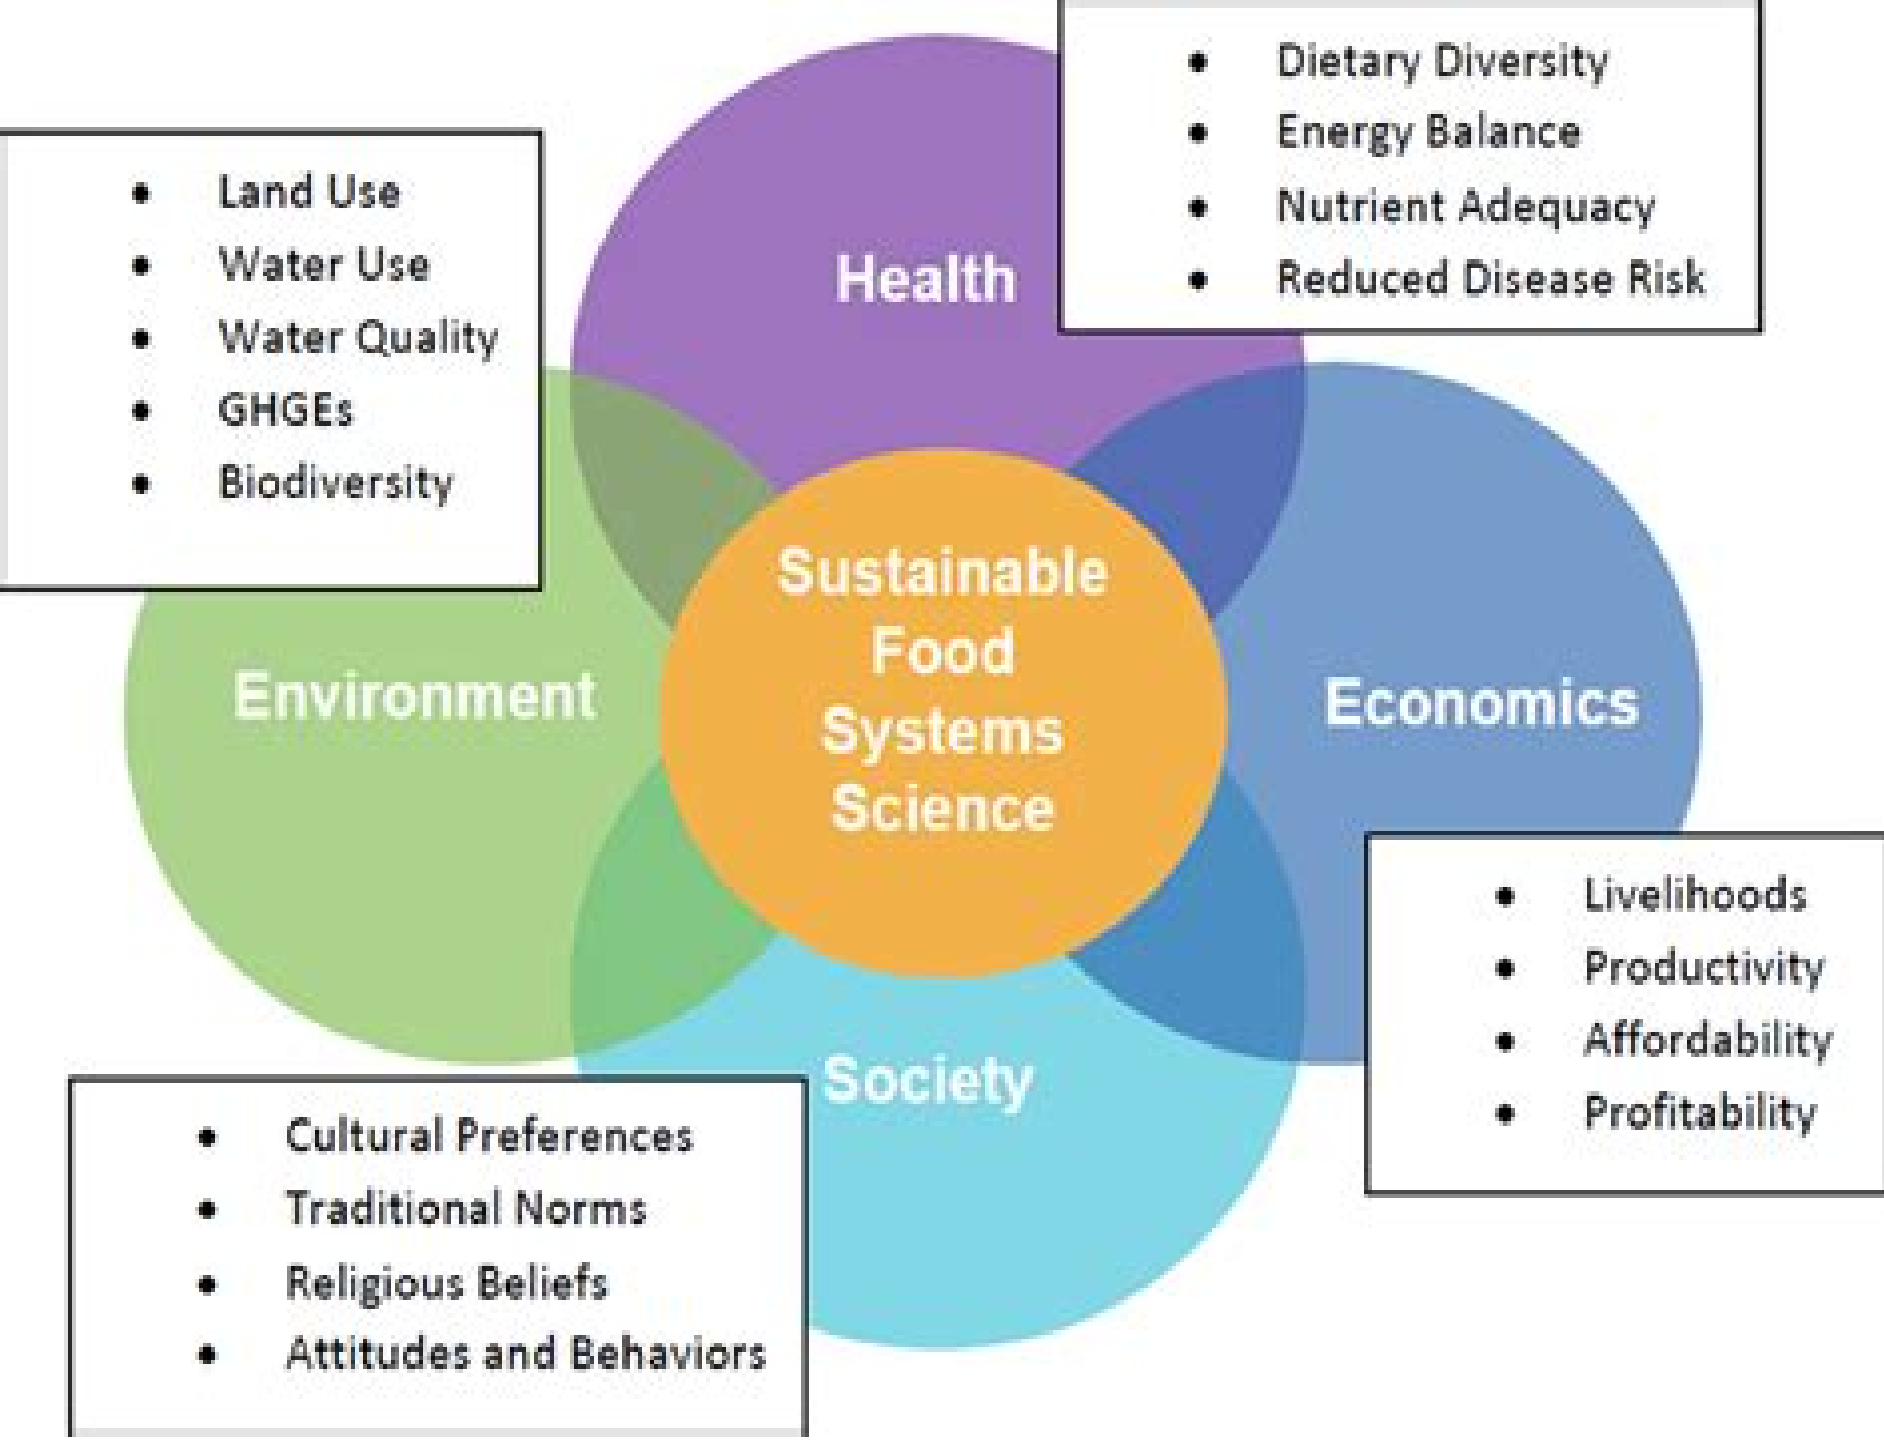 Health
• Dietary Diversity
• Energy Balance
• Nutrient Adequacy
• Reduced Disease Risk
• Land Use
• Water Use
• Water Quality
• GHGEs
• Biodiversity
Environment
Sustainable
Food
Systems
Science
Economics
• Livelihoods
• Productivity
• Affordability
• Profitability
Society
• Cultural Preferences
• Traditional Norms
• Religious Beliefs
• Attitudes and Behaviors